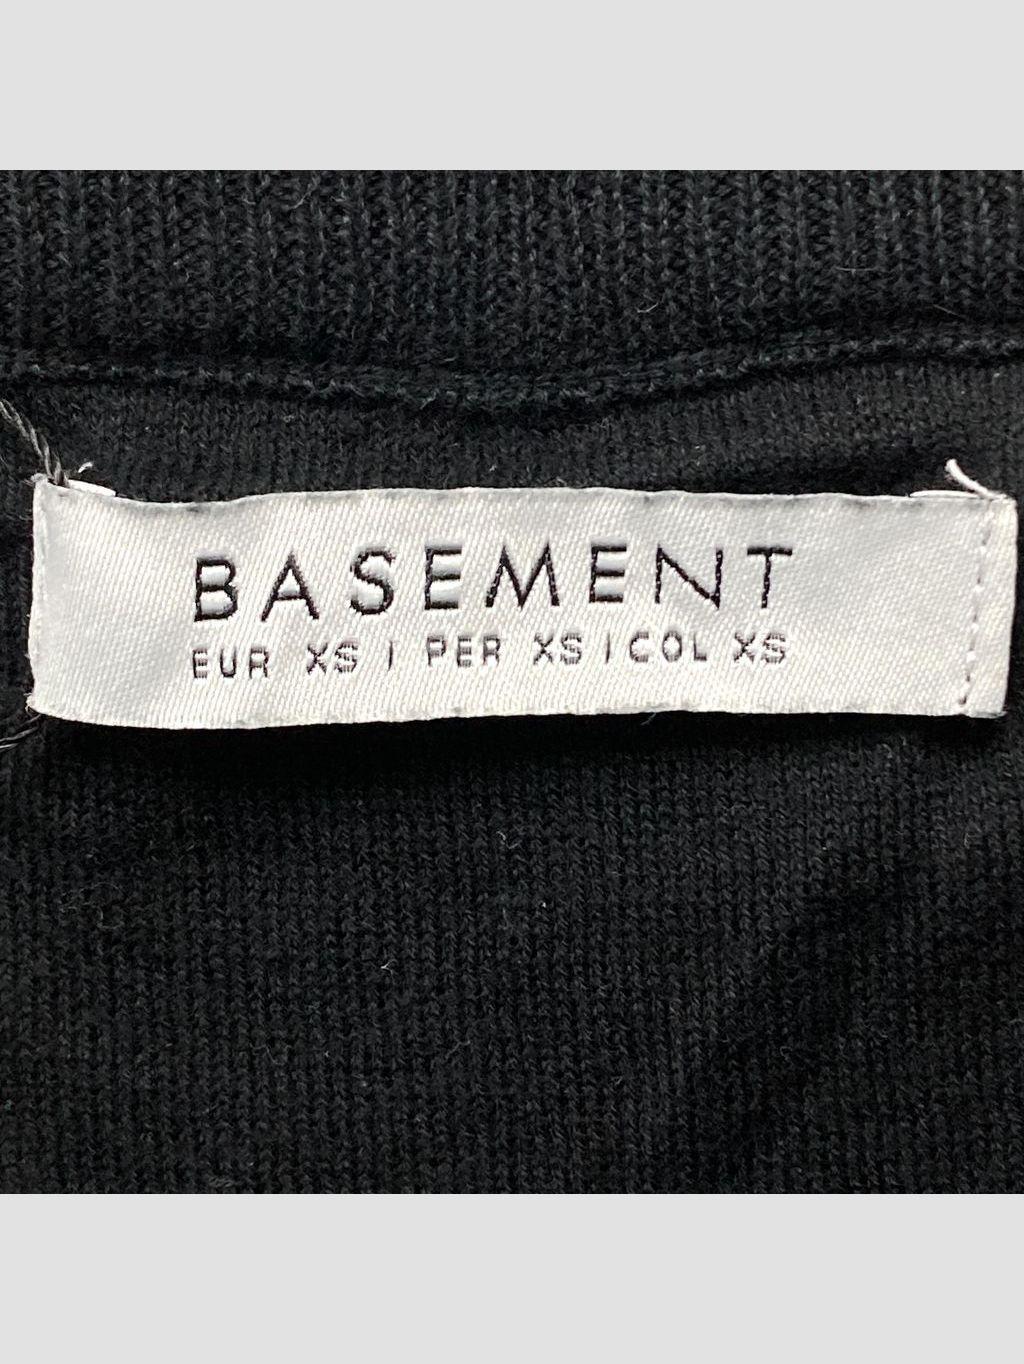 BASEMENT
EUR XS | PER XS | COL XS